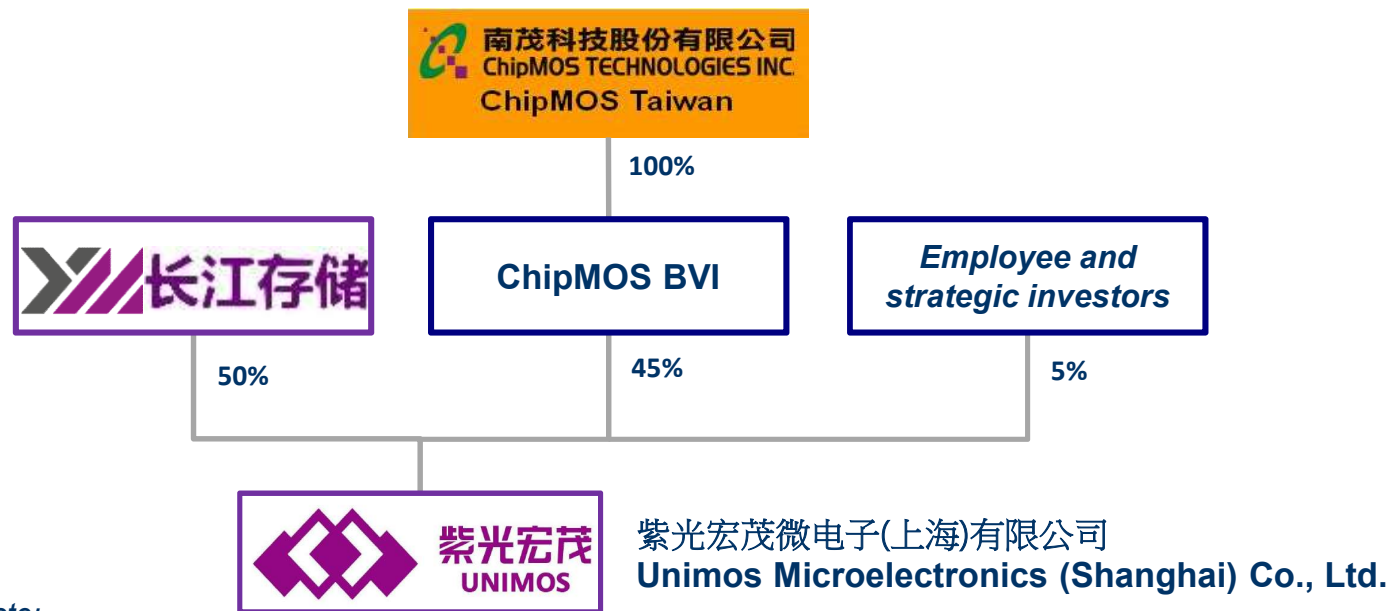 南茂科技股份有限公司
ChipMOS TECHNOLOGIES INC.
ChipMOS Taiwan
100%
长江存储
ChipMOS BVI
Employee and
strategic investors
50%
45%
5%
紫光宏茂
UNIMOS
紫光宏茂微电子(上海)有限公司
Unimos Microelectronics (Shanghai) Co., Ltd.